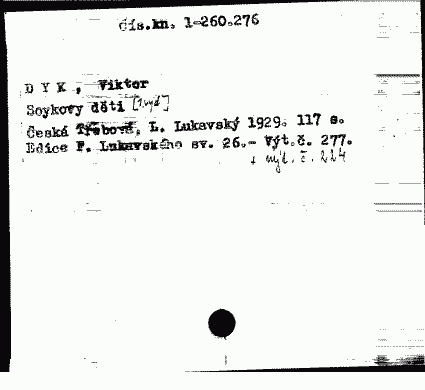 čís.kn. 1-260.276
D Y K , Viktor
Soykovy děti [1.vyd]
Česká Třebová, L. Lukavský 1929. 117 s.
Edice F. Lukavského sv. 26.- Výt.č. 277.
+ výt. č. 224